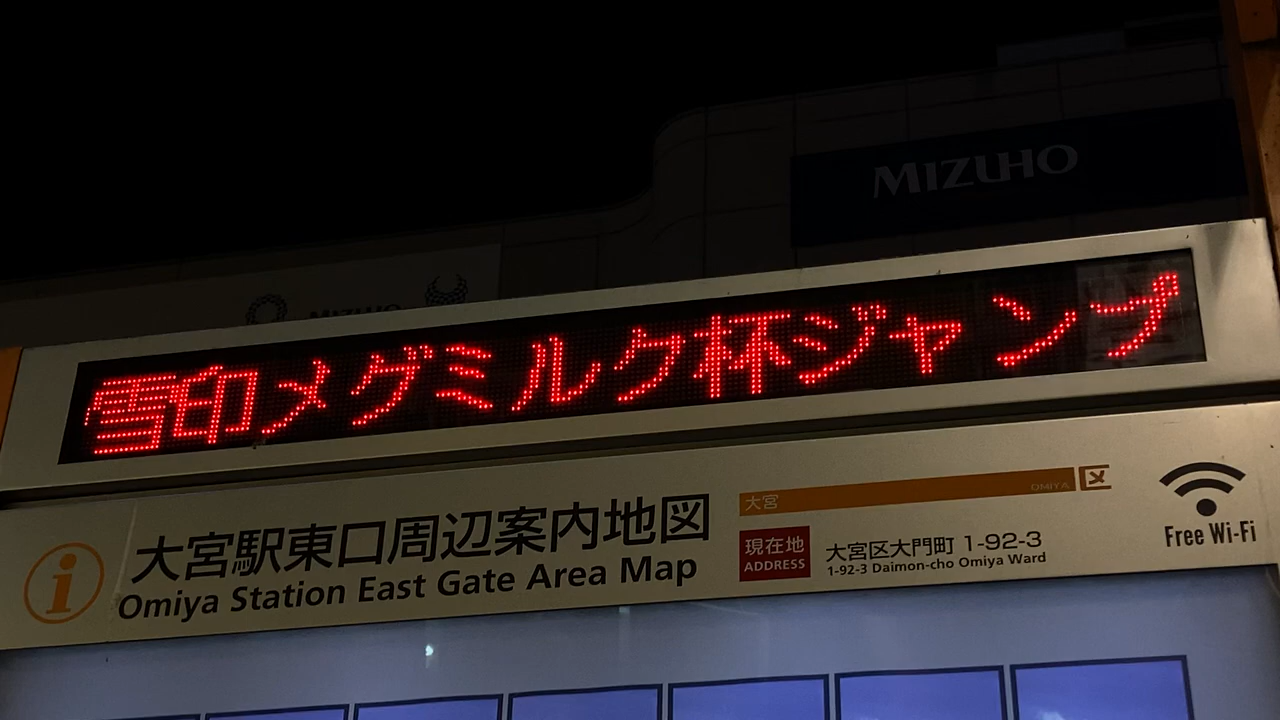 MIZUHO
MIZUHO
雪印メグミルク杯ジャンプ
大宮駅東口周辺案内地図
Omiya Station East Gate Area Map
大宮
OMIYA
区
現在地
ADDRESS
大宮区大門町 1-92-3
1-92-3 Daimon-cho Omiya Ward
Free Wi-Fi